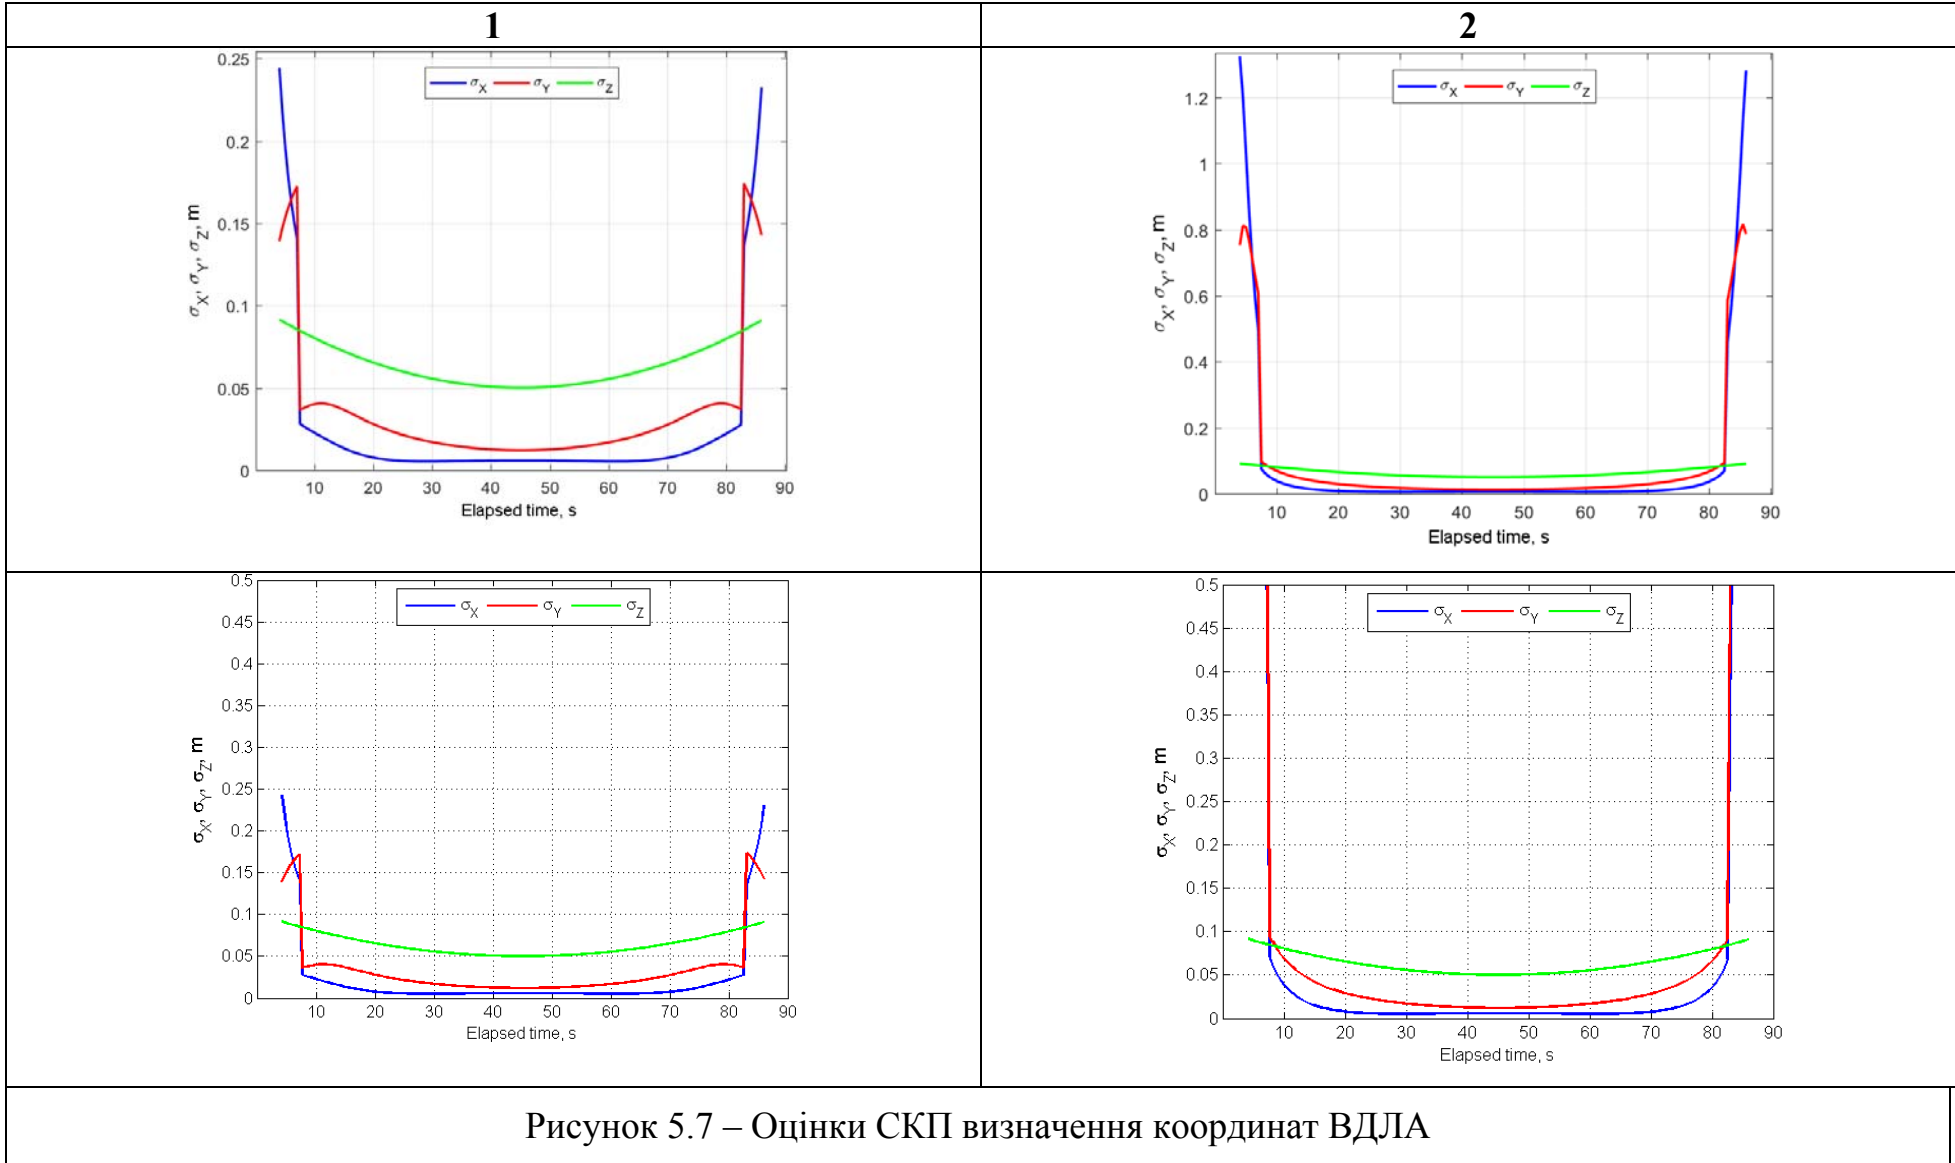 1
2
0.25
0.2
0.15
0.1
0.05
0
σX σY σZ
σX, σY, σZ, m
10 20 30 40 50 60 70 80 90
Elapsed time, s
1.2
1
0.8
0.6
0.4
0.2
0
σX σY σZ
σX, σY, σZ, m
10 20 30 40 50 60 70 80 90
Elapsed time, s
0.5
0.45
0.4
0.35
0.3
0.25
0.2
0.15
0.1
0.05
0
σX σY σZ
σX, σY, σZ, m
10 20 30 40 50 60 70 80 90
Elapsed time, s
0.5
0.45
0.4
0.35
0.3
0.25
0.2
0.15
0.1
0.05
0
σX σY σZ
σX, σY, σZ, m
10 20 30 40 50 60 70 80 90
Elapsed time, s
Рисунок 5.7 – Оцінки СКП визначення координат ВДЛА